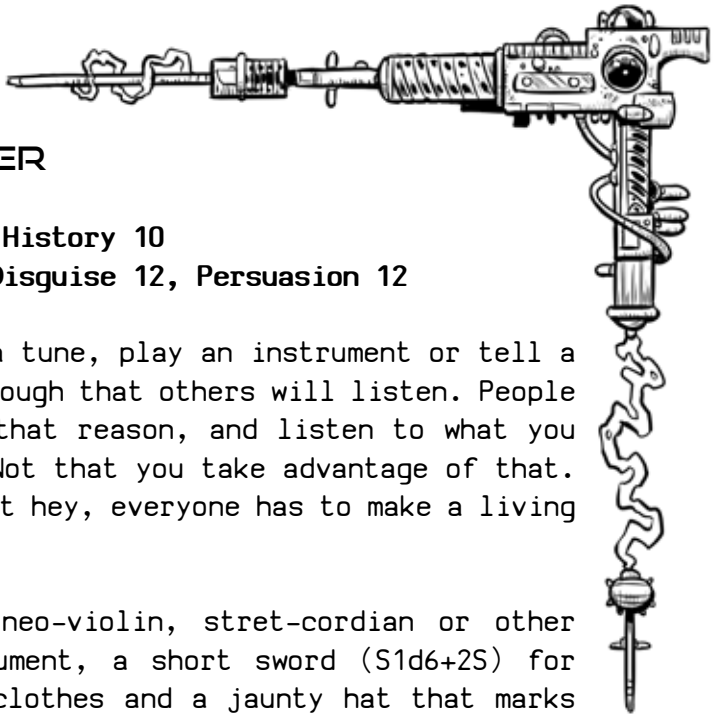 ER
History 10
Disguise 12, Persuasion 12
a tune, play an instrument or tell a
ough that others will listen. People
that reason, and listen to what you
Not that you take advantage of that.
t hey, everyone has to make a living
neo-violin, stret-cordian or other
ument, a short sword (S1d6+2S) for
clothes and a jaunty hat that marks